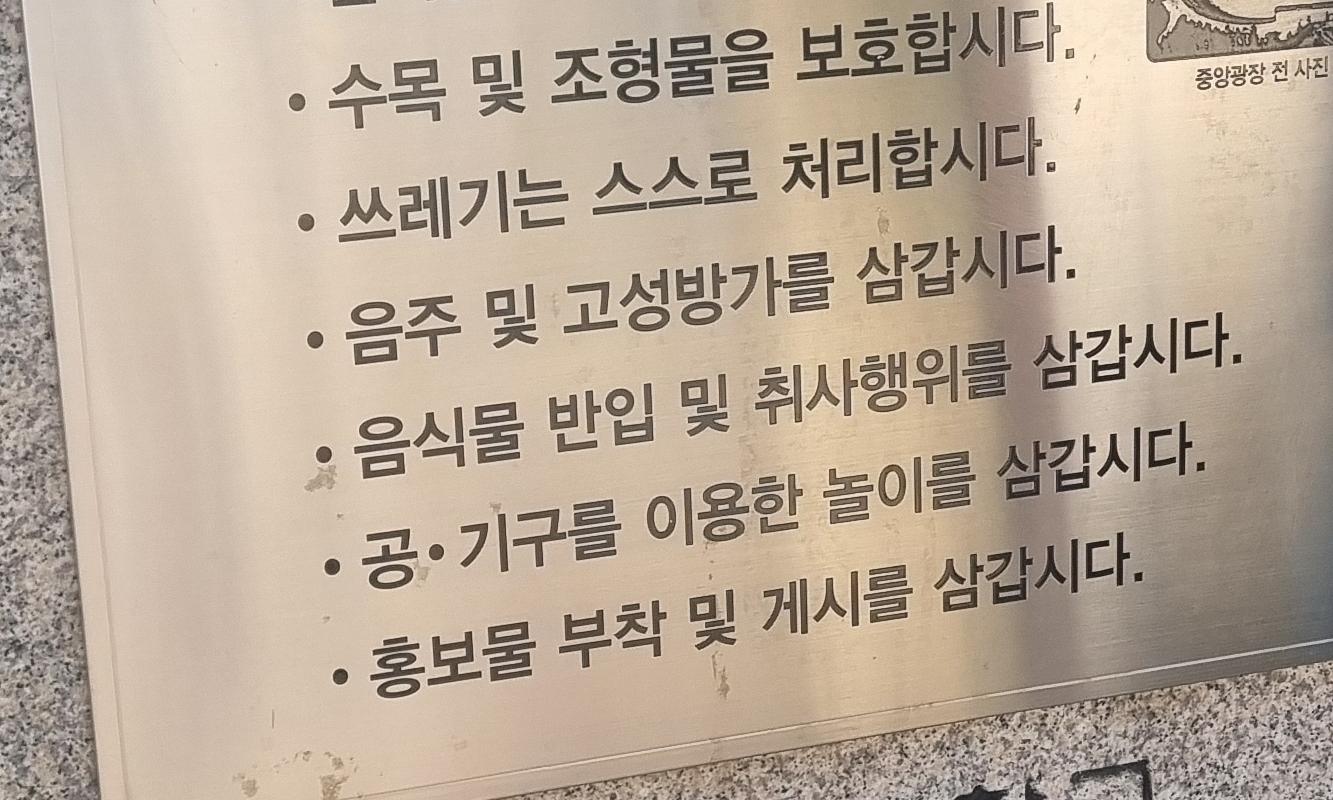 • 수목 및 조형물을 보호합시다.
중앙광장 전 사진
• 쓰레기는 스스로 처리합시다.
• 음주 및 고성방가를 삼갑시다.
• 음식물 반입 및 취사행위를 삼갑시다.
• 공•기구를 이용한 놀이를 삼갑시다.
• 홍보물 부착 및 게시를 삼갑시다.